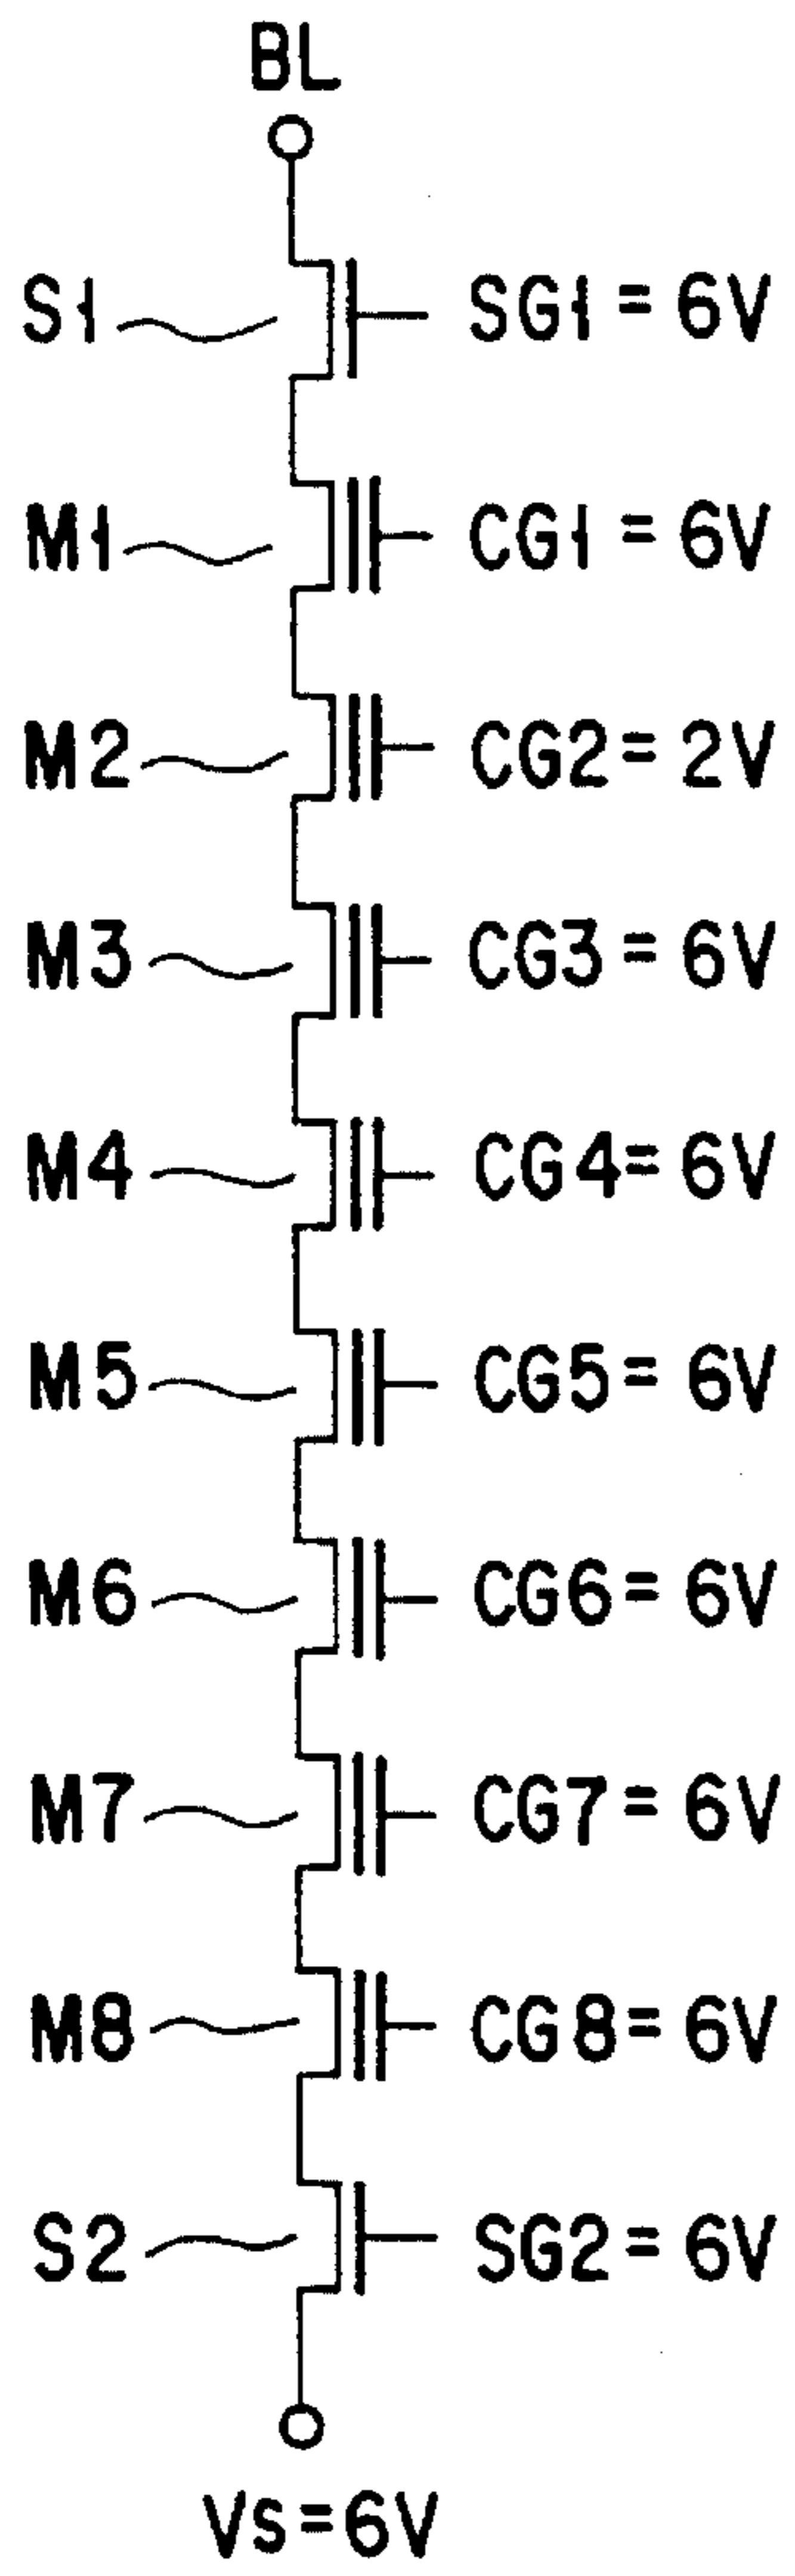 BL
S1 SG1 = 6V
M1 CG1 = 6V
M2 CG2 = 2V
M3 CG3 = 6V
M4 CG4 = 6V
M5 CG5 = 6V
M6 CG6 = 6V
M7 CG7 = 6V
M8 CG8 = 6V
S2 SG2 = 6V
VS = 6V